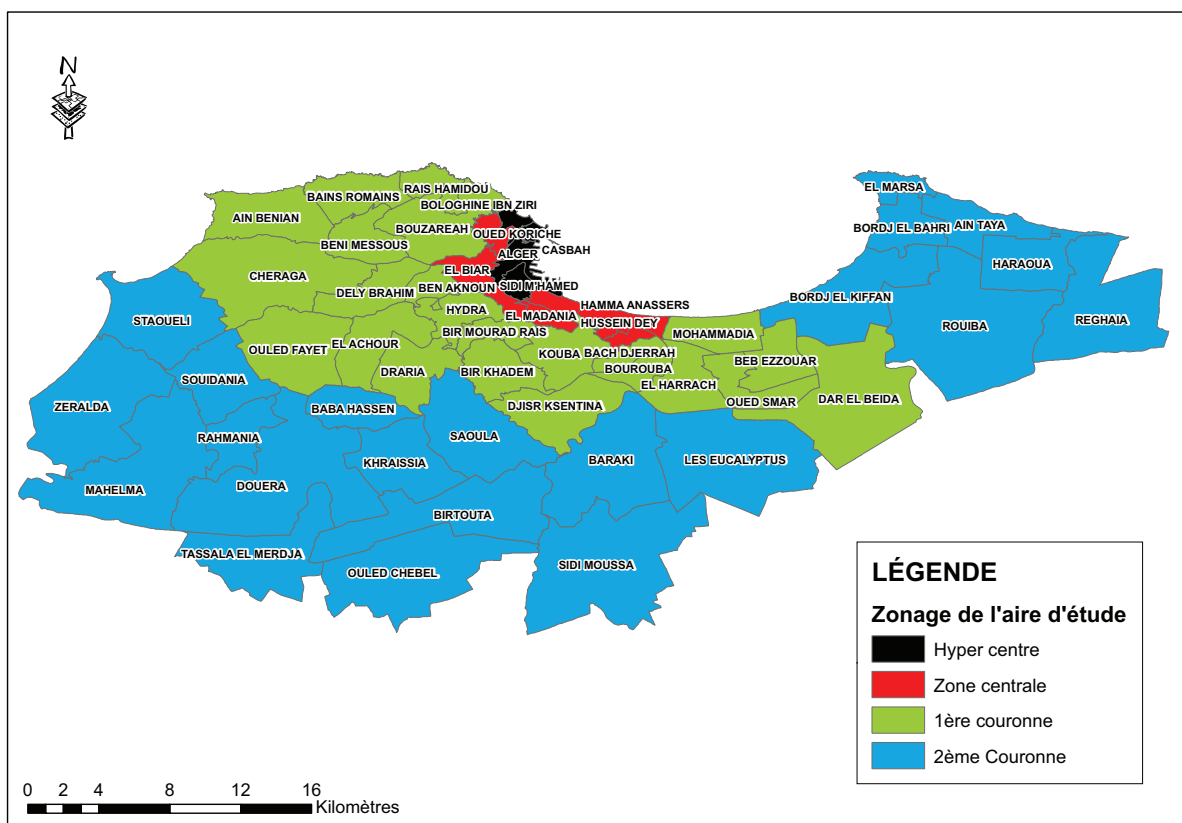 N
RAIS HAMIDOU
BAINS ROMAINS
BOLOGHINE IBN ZIRI
AIN BENIAN
BOUZAREAH
OUED KORICHE
BENI MESSOUS
ALGER
CASBAH
CHERAGA
EL BIAR
DELY BRAHIM
BEN AKNOUN
SIDI M'HAMED
HYDRA
EL MADANIA
HAMMA ANASSERS
HUSSEIN DEY
STAOUELI
OULED FAYET
EL ACHOUR
BIR MOURAD RAIS
MOHAMMADIA
KOUBA
BACH DJERRAH
DRARIA
BIR KHADEM
BOUROUBA
BEB EZZOUAR
EL HARRACH
SOUIDANIA
ZERALDA
BABA HASSEN
DJISR KSENTINA
OUED SMAR
DAR EL BEIDA
EL MARSA
BORDJ EL BAHRI
AIN TAYA
HARAOUA
BORDJ EL KIFFAN
ROUIBA
REGHAIA
RAHMANIA
SAOULA
KHRAISSIA
BARAKI
LES EUCALYPTUS
MAHELMA
DOUERA
BIRTOUTA
TASSALA EL MERDJA
OULED CHEBEL
SIDI MOUSSA
LÉGENDE
Zonage de l'aire d'étude
Hyper centre
Zone centrale
1ère couronne
2ème Couronne
0 2 4 8 12 16
Kilomètres